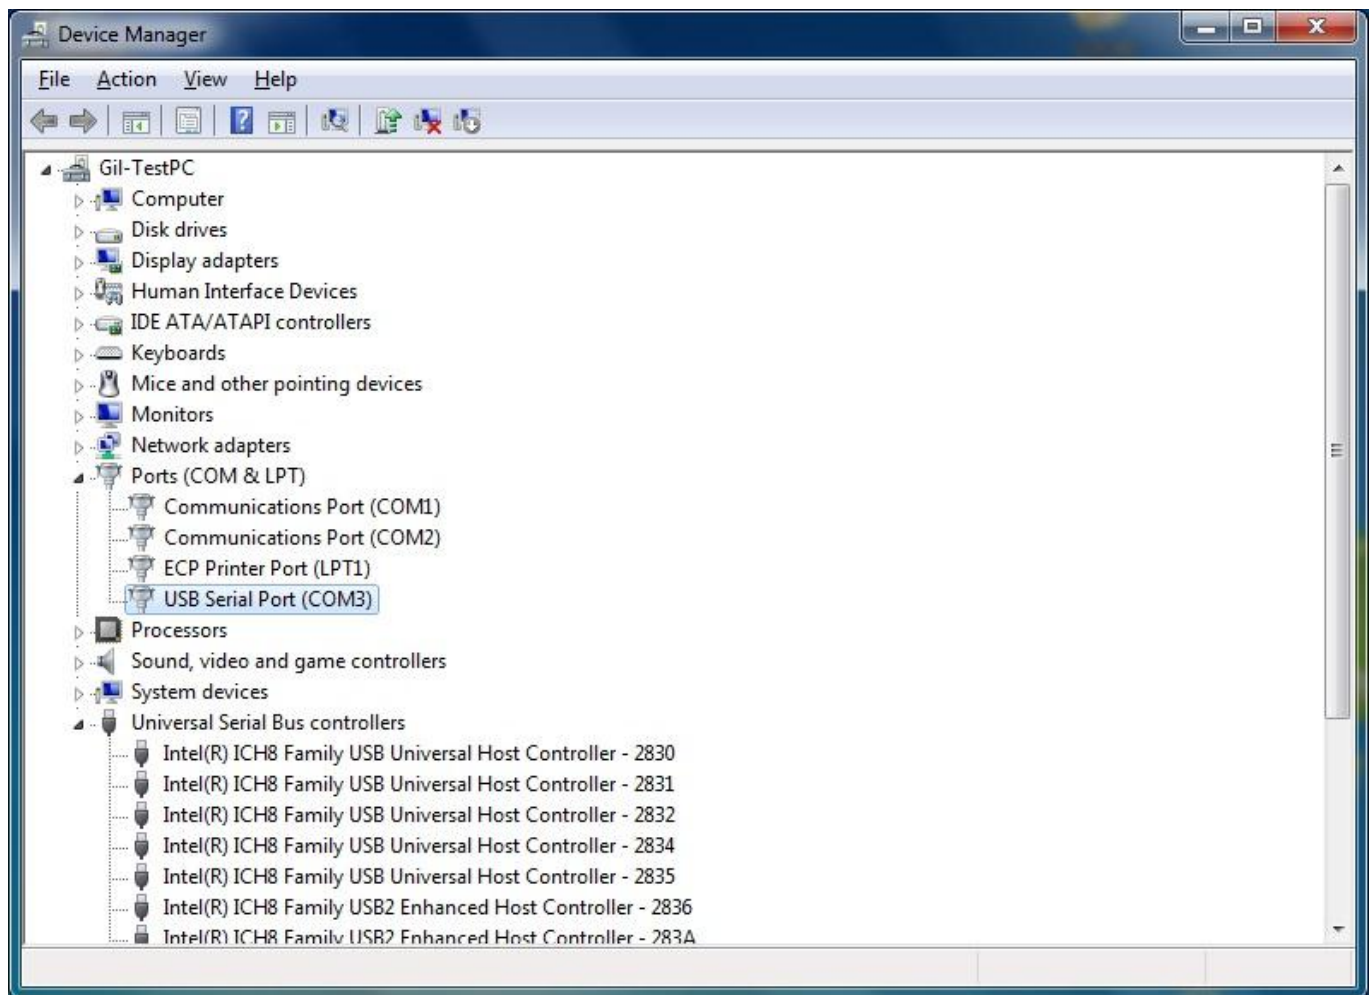 Device Manager
File Action View Help
Gil-TestPC
Computer
Disk drives
Display adapters
Human Interface Devices
IDE ATA/ATAPI controllers
Keyboards
Mice and other pointing devices
Monitors
Network adapters
Ports (COM & LPT)
Communications Port (COM1)
Communications Port (COM2)
ECP Printer Port (LPT1)
USB Serial Port (COM3)
Processors
Sound, video and game controllers
System devices
Universal Serial Bus controllers
Intel(R) ICH8 Family USB Universal Host Controller - 2830
Intel(R) ICH8 Family USB Universal Host Controller - 2831
Intel(R) ICH8 Family USB Universal Host Controller - 2832
Intel(R) ICH8 Family USB Universal Host Controller - 2834
Intel(R) ICH8 Family USB Universal Host Controller - 2835
Intel(R) ICH8 Family USB2 Enhanced Host Controller - 2836
Intel(R) ICH8 Family USB2 Enhanced Host Controller - 283A